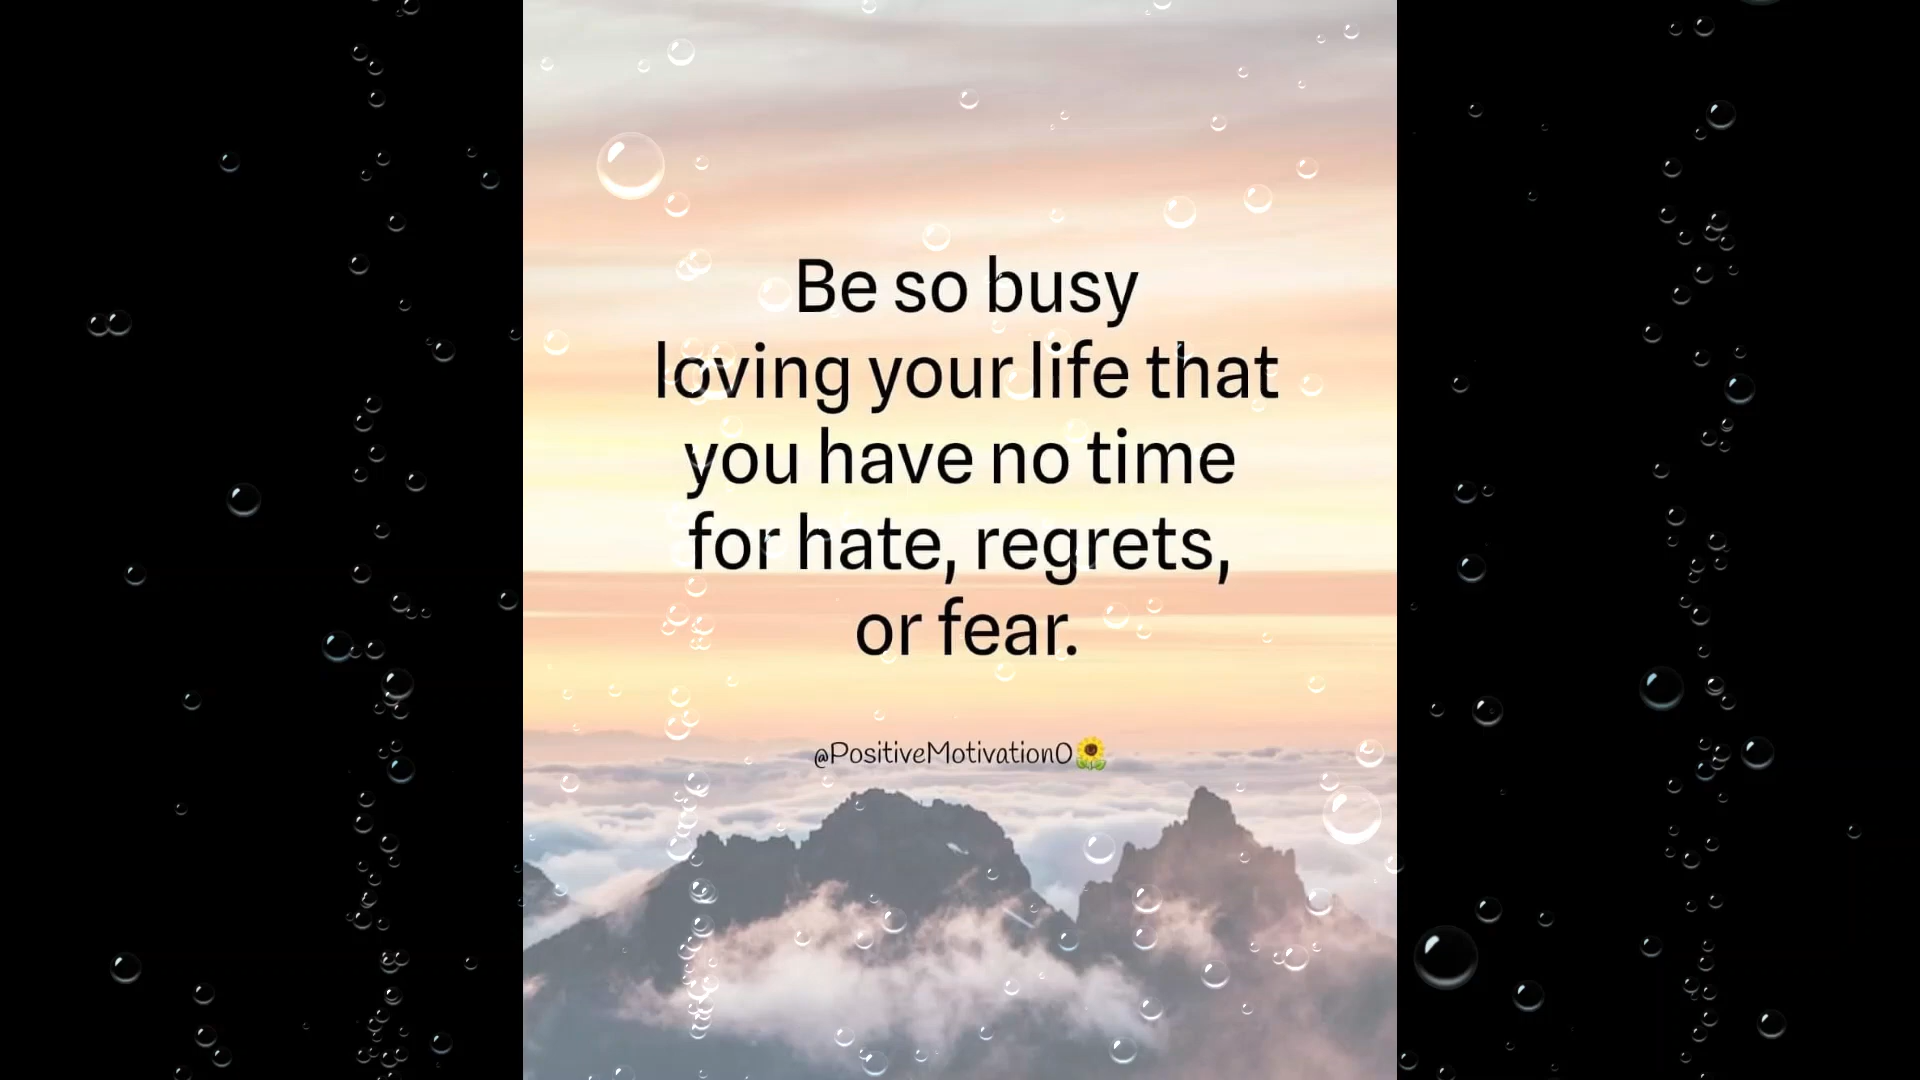 Be so busy
loving your life that
you have no time
for hate, regrets,
or fear.
@PositiveMotivation0🌻